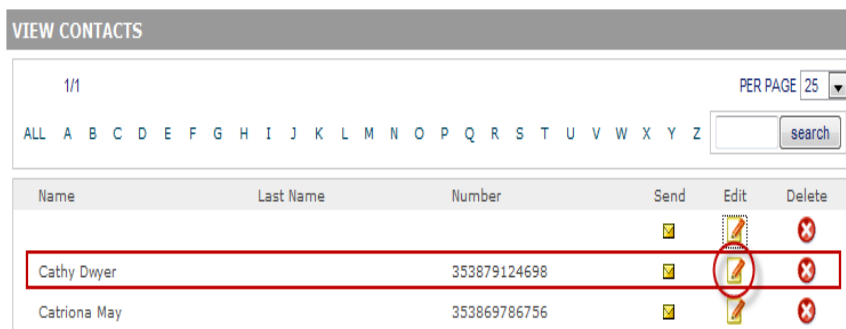 VIEW CONTACTS
1/1 PER PAGE 25
ALL A B C D E F G H I J K L M N O P Q R S T U V W X Y Z search
Name Last Name Number Send Edit Delete
Cathy Dwyer 353879124698
Catriona May 353869786756